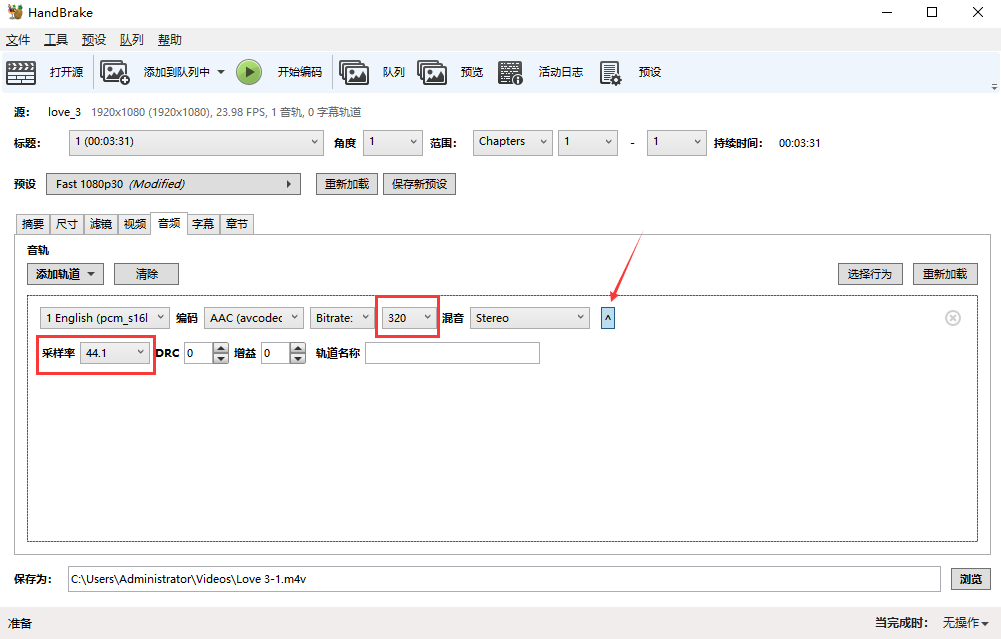 HandBrake
文件 工具 预设 队列 帮助
打开源 添加到队列中 开始编码 队列 预览 活动日志 预设
源: love_3 1920x1080 (1920x1080), 23.98 FPS, 1 音轨, 0 字幕轨道
标题: 1 (00:03:31) 角度 1 范围: Chapters 1 - 1 持续时间: 00:03:31
预设 Fast 1080p30 (Modified) 重新加载 保存新预设
摘要 尺寸 滤镜 视频 音频 字幕 章节
音轨
添加轨道 清除 选择行为 重新加载
1 English (pcm_s16l 编码 AAC (avcodec Bitrate: 320 混音 Stereo
采样率 44.1 DRC 0 增益 0 轨道名称
保存为: C:\Users\Administrator\Videos\Love 3-1.m4v 浏览
准备 当完成时: 无操作